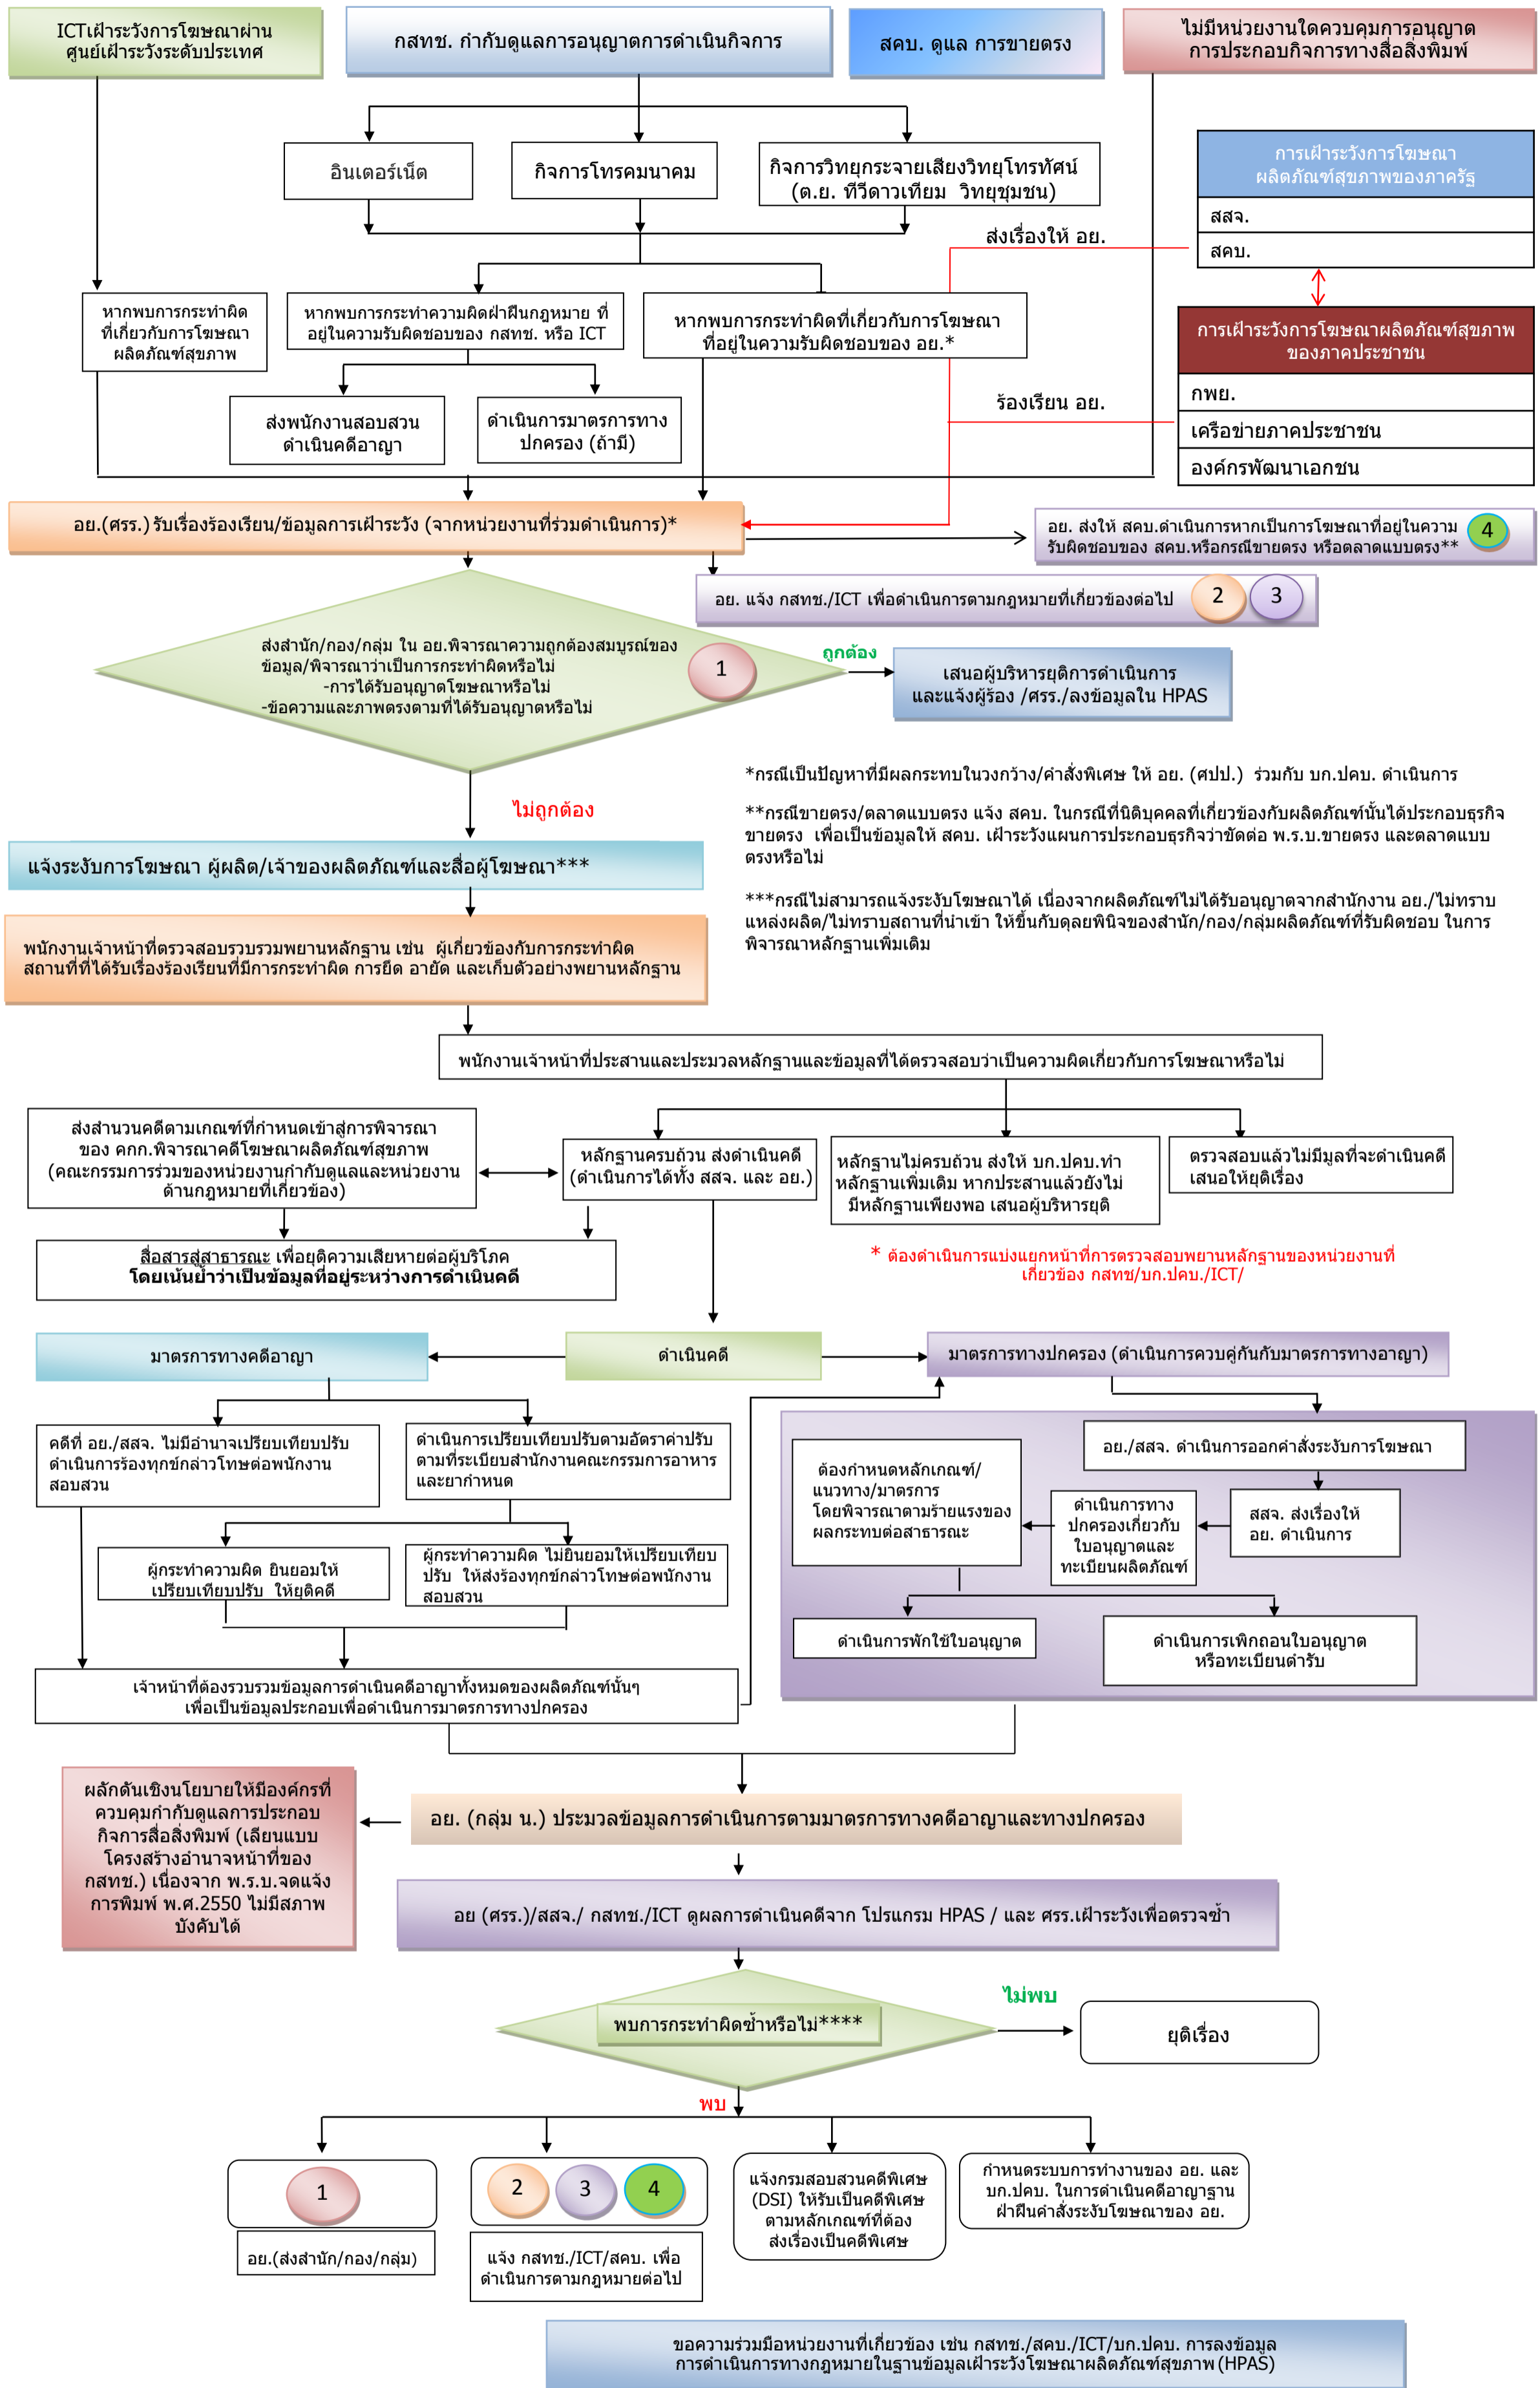 ICTเฝ้าระวังการโฆษณาผ่าน
ศูนย์เฝ้าระวังระดับประเทศ
กสทช. กำกับดูแลการอนุญาตการดำเนินกิจการ
สคบ. ดูแล การขายตรง
ไม่มีหน่วยงานใดควบคุมการอนุญาต
การประกอบกิจการทางสื่อสิ่งพิมพ์
อินเตอร์เน็ต
กิจการโทรคมนาคม
กิจการวิทยุกระจายเสียงวิทยุโทรทัศน์
(ต.ย. ทีวีดาวเทียม วิทยุชุมชน)
การเฝ้าระวังการโฆษณา
ผลิตภัณฑ์สุขภาพของภาครัฐ
สสจ.
สคบ.
ส่งเรื่องให้ อย.
หากพบการกระทำผิด
ที่เกี่ยวกับการโฆษณา
ผลิตภัณฑ์สุขภาพ
หากพบการกระทำความผิดฝ่าฝืนกฎหมาย ที่
อยู่ในความรับผิดชอบของ กสทช. หรือ ICT
หากพบการกระทำผิดที่เกี่ยวกับการโฆษณา
ที่อยู่ในความรับผิดชอบของ อย.*
การเฝ้าระวังการโฆษณาผลิตภัณฑ์สุขภาพ
ของภาคประชาชน
กพย.
เครือข่ายภาคประชาชน
องค์กรพัฒนาเอกชน
ร้องเรียน อย.
ส่งพนักงานสอบสวน
ดำเนินคดีอาญา
ดำเนินการมาตรการทาง
ปกครอง (ถ้ามี)
อย.(ศรร.) รับเรื่องร้องเรียน/ข้อมูลการเฝ้าระวัง (จากหน่วยงานที่ร่วมดำเนินการ)*
อย. ส่งให้ สคบ.ดำเนินการหากเป็นการโฆษณาที่อยู่ในความ
รับผิดชอบของ สคบ.หรือกรณีขายตรง หรือตลาดแบบตรง**
4
อย. แจ้ง กสทช./ICT เพื่อดำเนินการตามกฎหมายที่เกี่ยวข้องต่อไป
2
3
ส่งสำนัก/กอง/กลุ่ม ใน อย.พิจารณาความถูกต้องสมบูรณ์ของ
ข้อมูล/พิจารณาว่าเป็นการกระทำผิดหรือไม่
-การได้รับอนุญาตโฆษณาหรือไม่
-ข้อความและภาพตรงตามที่ได้รับอนุญาตหรือไม่
1
ถูกต้อง
เสนอผู้บริหารยุติการดำเนินการ
และแจ้งผู้ร้อง /ศรร./ลงข้อมูลใน HPAS
*กรณีเป็นปัญหาที่มีผลกระทบในวงกว้าง/คำสั่งพิเศษ ให้ อย. (ศปป.) ร่วมกับ บก.ปคบ. ดำเนินการ
ไม่ถูกต้อง
**กรณีขายตรง/ตลาดแบบตรง แจ้ง สคบ. ในกรณีที่นิติบุคคลที่เกี่ยวข้องกับผลิตภัณฑ์นั้นได้ประกอบธุรกิจ
ขายตรง เพื่อเป็นข้อมูลให้ สคบ. เฝ้าระวังแผนการประกอบธุรกิจว่าขัดต่อ พ.ร.บ.ขายตรง และตลาดแบบ
ตรงหรือไม่
แจ้งระงับการโฆษณา ผู้ผลิต/เจ้าของผลิตภัณฑ์และสื่อผู้โฆษณา***
***กรณีไม่สามารถแจ้งระงับโฆษณาได้ เนื่องจากผลิตภัณฑ์ไม่ได้รับอนุญาตจากสำนักงาน อย./ไม่ทราบ
แหล่งผลิต/ไม่ทราบสถานที่นำเข้า ให้ขึ้นกับดุลยพินิจของสำนัก/กอง/กลุ่มผลิตภัณฑ์ที่รับผิดชอบ ในการ
พิจารณาหลักฐานเพิ่มเติม
พนักงานเจ้าหน้าที่ตรวจสอบรวบรวมพยานหลักฐาน เช่น ผู้เกี่ยวข้องกับการกระทำผิด
สถานที่ที่ได้รับเรื่องร้องเรียนที่มีการกระทำผิด การยึด อายัด และเก็บตัวอย่างพยานหลักฐาน
พนักงานเจ้าหน้าที่ประสานและประมวลหลักฐานและข้อมูลที่ได้ตรวจสอบว่าเป็นความผิดเกี่ยวกับการโฆษณาหรือไม่
ส่งสำนวนคดีตามเกณฑ์ที่กำหนดเข้าสู่การพิจารณา
ของ คกก.พิจารณาคดีโฆษณาผลิตภัณฑ์สุขภาพ
(คณะกรรมการร่วมของหน่วยงานกำกับดูแลและหน่วยงาน
ด้านกฎหมายที่เกี่ยวข้อง)
หลักฐานครบถ้วน ส่งดำเนินคดี
(ดำเนินการได้ทั้ง สสจ. และ อย.)
หลักฐานไม่ครบถ้วน ส่งให้ บก.ปคบ.ทำ
หลักฐานเพิ่มเติม หากประสานแล้วยังไม่
มีหลักฐานเพียงพอ เสนอผู้บริหารยุติ
ตรวจสอบแล้วไม่มีมูลที่จะดำเนินคดี
เสนอให้ยุติเรื่อง
สื่อสารสู่สาธารณะ เพื่อยุติความเสียหายต่อผู้บริโภค
โดยเน้นย้ำว่าเป็นข้อมูลที่อยู่ระหว่างการดำเนินคดี
* ต้องดำเนินการแบ่งแยกหน้าที่การตรวจสอบพยานหลักฐานของหน่วยงานที่
เกี่ยวข้อง กสทช/บก.ปคบ./ICT/
มาตรการทางคดีอาญา
ดำเนินคดี
มาตรการทางปกครอง (ดำเนินการควบคู่กันกับมาตรการทางอาญา)
คดีที่ อย./สสจ. ไม่มีอำนาจเปรียบเทียบปรับ
ดำเนินการร้องทุกข์กล่าวโทษต่อพนักงาน
สอบสวน
ดำเนินการเปรียบเทียบปรับตามอัตราค่าปรับ
ตามที่ระเบียบสำนักงานคณะกรรมการอาหาร
และยากำหนด
อย./สสจ. ดำเนินการออกคำสั่งระงับการโฆษณา
ต้องกำหนดหลักเกณฑ์/
แนวทาง/มาตรการ
โดยพิจารณาตามร้ายแรงของ
ผลกระทบต่อสาธารณะ
ดำเนินการทาง
ปกครองเกี่ยวกับ
ใบอนุญาตและ
ทะเบียนผลิตภัณฑ์
สสจ. ส่งเรื่องให้
อย. ดำเนินการ
ผู้กระทำความผิด ยินยอมให้
เปรียบเทียบปรับ ให้ยุติคดี
ผู้กระทำความผิด ไม่ยินยอมให้เปรียบเทียบ
ปรับ ให้ส่งร้องทุกข์กล่าวโทษต่อพนักงาน
สอบสวน
ดำเนินการพักใช้ใบอนุญาต
ดำเนินการเพิกถอนใบอนุญาต
หรือทะเบียนตำรับ
เจ้าหน้าที่ต้องรวบรวมข้อมูลการดำเนินคดีอาญาทั้งหมดของผลิตภัณฑ์นั้นๆ
เพื่อเป็นข้อมูลประกอบเพื่อดำเนินการมาตรการทางปกครอง
ผลักดันเชิงนโยบายให้มีองค์กรที่
ควบคุมกำกับดูแลการประกอบ
กิจการสื่อสิ่งพิมพ์ (เลียนแบบ
โครงสร้างอำนาจหน้าที่ของ
กสทช.) เนื่องจาก พ.ร.บ.จดแจ้ง
การพิมพ์ พ.ศ.2550 ไม่มีสภาพ
บังคับได้
อย. (กลุ่ม น.) ประมวลข้อมูลการดำเนินการตามมาตรการทางคดีอาญาและทางปกครอง
อย (ศรร.)/สสจ./ กสทช./ICT ดูผลการดำเนินคดีจาก โปรแกรม HPAS / และ ศรร.เฝ้าระวังเพื่อตรวจซ้ำ
พบการกระทำผิดซ้ำหรือไม่****
ไม่พบ
ยุติเรื่อง
พบ
1
2
3
4
แจ้งกรมสอบสวนคดีพิเศษ
(DSI) ให้รับเป็นคดีพิเศษ
ตามหลักเกณฑ์ที่ต้อง
ส่งเรื่องเป็นคดีพิเศษ
กำหนดระบบการทำงานของ อย. และ
บก.ปคบ. ในการดำเนินคดีอาญาฐาน
ฝ่าฝืนคำสั่งระงับโฆษณาของ อย.
อย.(ส่งสำนัก/กอง/กลุ่ม)
แจ้ง กสทช./ICT/สคบ. เพื่อ
ดำเนินการตามกฎหมายต่อไป
ขอความร่วมมือหน่วยงานที่เกี่ยวข้อง เช่น กสทช./สคบ./ICT/บก.ปคบ. การลงข้อมูล
การดำเนินการทางกฎหมายในฐานข้อมูลเฝ้าระวังโฆษณาผลิตภัณฑ์สุขภาพ (HPAS)